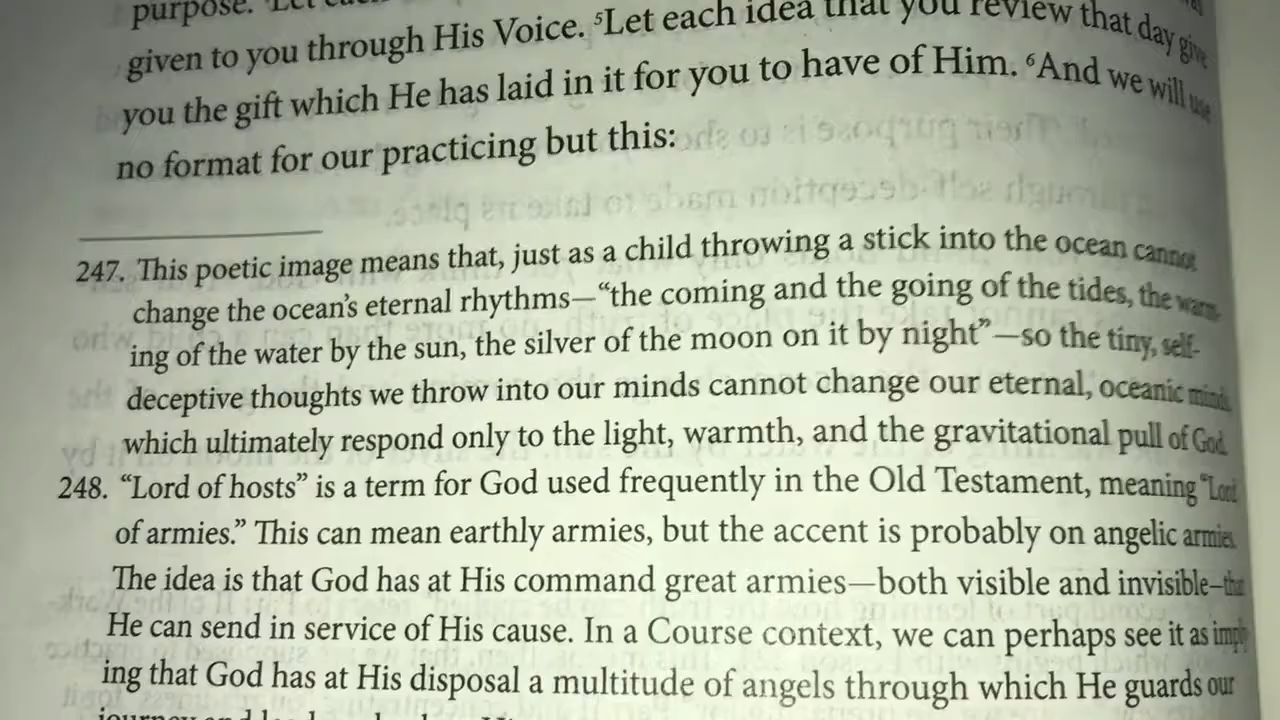 purpose. Let each
given to you through His Voice. ⁵Let each idea that you review that day give
you the gift which He has laid in it for you to have of Him. ⁶And we will use
no format for our practicing but this:
247. This poetic image means that, just as a child throwing a stick into the ocean cannot
change the ocean's eternal rhythms—“the coming and the going of the tides, the warm-
ing of the water by the sun, the silver of the moon on it by night”—so the tiny, self-
deceptive thoughts we throw into our minds cannot change our eternal, oceanic minds,
which ultimately respond only to the light, warmth, and the gravitational pull of God.
248. “Lord of hosts” is a term for God used frequently in the Old Testament, meaning “Lord
of armies.” This can mean earthly armies, but the accent is probably on angelic armies.
The idea is that God has at His command great armies—both visible and invisible—that
He can send in service of His cause. In a Course context, we can perhaps see it as imply-
ing that God has at His disposal a multitude of angels through which He guards our
journey and